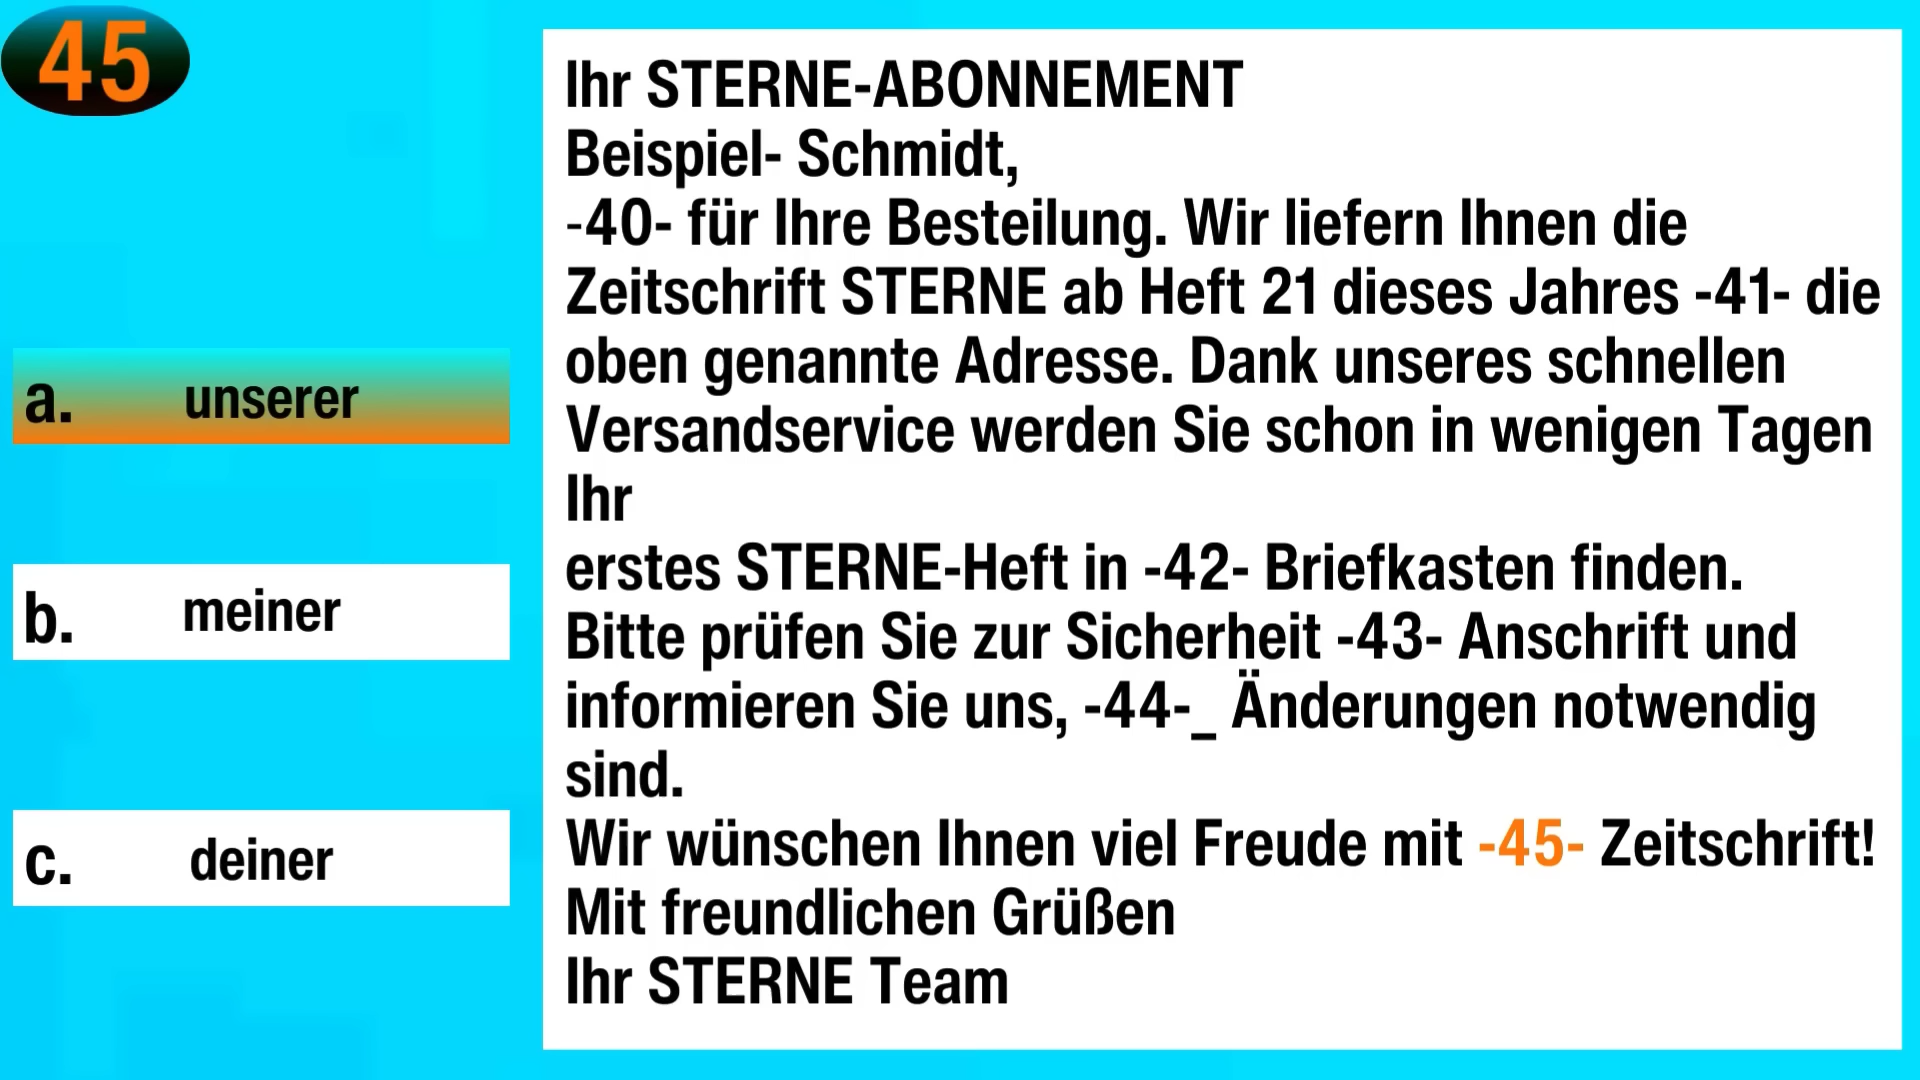 45
a. unserer
b. meiner
c. deiner
Ihr STERNE-ABONNEMENT
Beispiel- Schmidt,
-40- für Ihre Besteilung. Wir liefern Ihnen die
Zeitschrift STERNE ab Heft 21 dieses Jahres -41- die
oben genannte Adresse. Dank unseres schnellen
Versandservice werden Sie schon in wenigen Tagen
Ihr
erstes STERNE-Heft in -42- Briefkasten finden.
Bitte prüfen Sie zur Sicherheit -43- Anschrift und
informieren Sie uns, -44-_ Änderungen notwendig
sind.
Wir wünschen Ihnen viel Freude mit -45- Zeitschrift!
Mit freundlichen Grüßen
Ihr STERNE Team